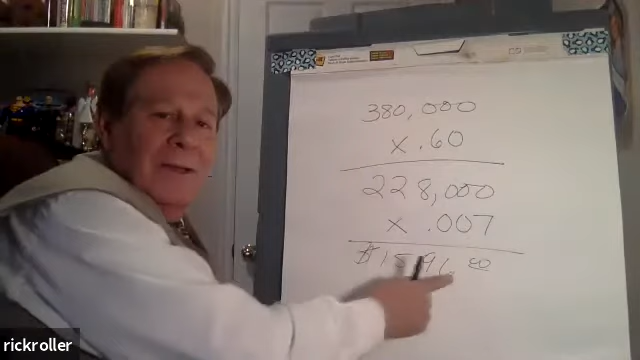 380,000
x .60
228,000
x .007
$1596.00
rickroller